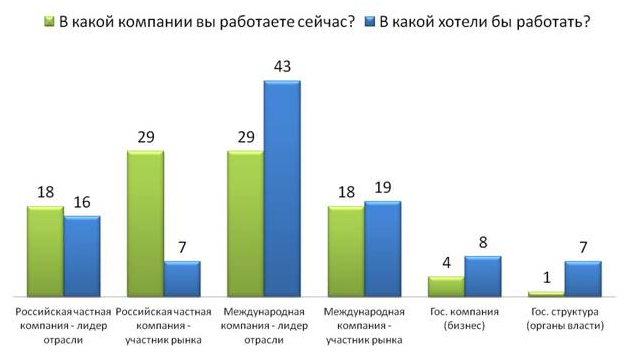 В какой компании вы работаете сейчас? В какой хотели бы работать?
43
29 29
18 16 18 19
7 4 8 1 7
Российская частная компания - лидер отрасли
Российская частная компания - участник рынка
Международная компания - лидер отрасли
Международная компания - участник рынка
Гос. компания (бизнес)
Гос. структура (органы власти)